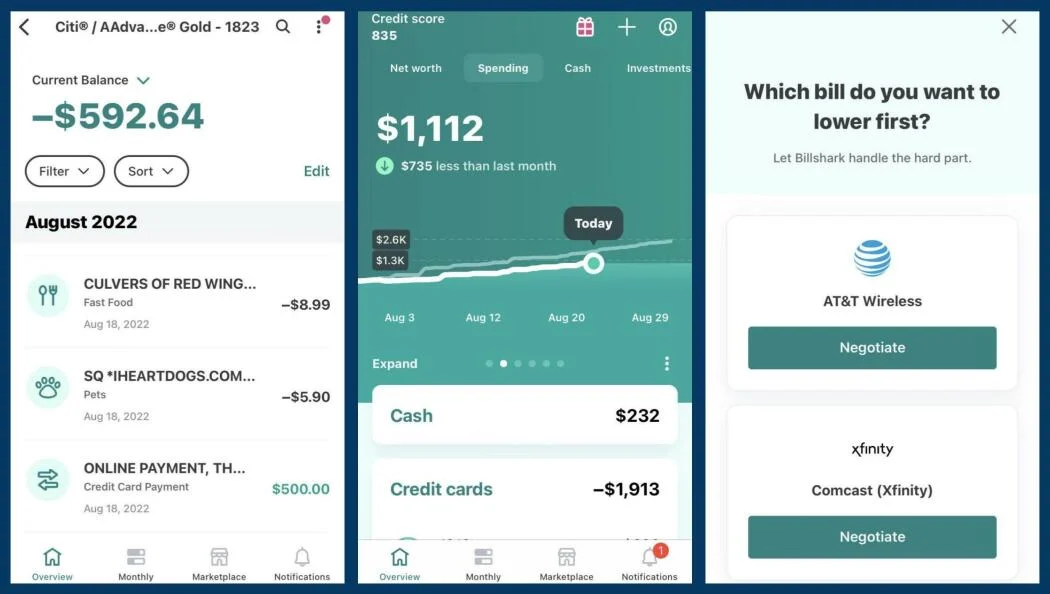 Citi® / AAdva...e® Gold - 1823
Current Balance
–$592.64
Filter
Sort
Edit
August 2022
CULVERS OF RED WING...
Fast Food
Aug 18, 2022
–$8.99
SQ *IHEARTDOGS.COM...
Pets
Aug 18, 2022
–$5.90
ONLINE PAYMENT, TH...
Credit Card Payment
Aug 18, 2022
$500.00
Overview
Monthly
Marketplace
Notifications
Credit score
835
Net worth
Spending
Cash
Investments
$1,112
$735 less than last month
Today
$2.6K
$1.3K
Aug 3
Aug 12
Aug 20
Aug 29
Expand
Cash
$232
Credit cards
–$1,913
Overview
Monthly
Marketplace
1
Notifications
Which bill do you want to
lower first?
Let Billshark handle the hard part.
AT&T Wireless
Negotiate
xfinity
Comcast (Xfinity)
Negotiate